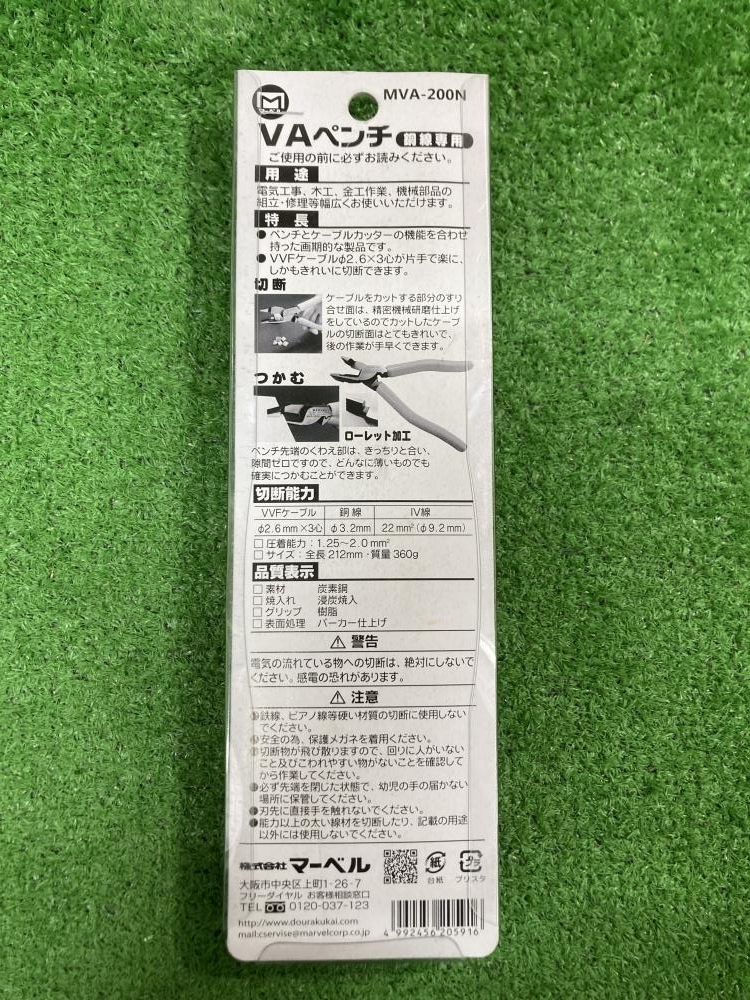 M
マーベル
MVA-200N
VAペンチ 銅線専用
ご使用の前に必ずお読みください。
用途
電気工事、木工、金工作業、機械部品の
組立・修理等幅広くお使いいただけます。
特長
● ペンチとケーブルカッターの機能を合わせ
持った画期的な製品です。
● VVFケーブルφ2.6×3心が片手で楽に、
しかもきれいに切断できます。
切断
ケーブルをカットする部分のすり
合せ面は、精密機械研磨仕上げ
をしているのでカットしたケーブ
ルの切断面はとてもきれいで、
後の作業が手早くできます。
つかむ
ローレット加工
ペンチ先端のくわえ部は、きっちりと合い、
隙間ゼロですので、どんなに薄いものでも
確実につかむことができます。
切断能力
VVFケーブル 銅線 IV線
φ2.6mm×3心 φ3.2mm 22mm²(φ9.2mm)
□ 圧着能力：1.25～2.0mm²
□ サイズ：全長212mm・質量360g
品質表示
□ 素材 炭素鋼
□ 焼入れ 浸炭焼入
□ グリップ 樹脂
□ 表面処理 パーカー仕上げ
⚠ 警告
電気の流れている物への切断は、絶対にしないで
ください。感電の恐れがあります。
⚠ 注意
●鉄線、ピアノ線等硬い材質の切断に使用しない
でください。
●安全の為、保護メガネを着用ください。
●切断物が飛び散りますので、回りに人がいない
こと及びこわれやすい物がないことを確認して
から作業してください。
●必ず先端を閉じた状態で、幼児の手の届かない
場所に保管してください。
●刃先に直接手を触れないでください。
●能力以上の太い線材を切断したり、記載の用途
以外には使用しないでください。
株式会社 マーベル
紙
台紙
プラ
ブリスタ
大阪市中央区上町1-26-7
フリーダイヤル お客様相談窓口
TEL 0120-037-123
http://www.dourakukai.com
mail:cservise@marvelcorp.co.jp
4 992456 205916